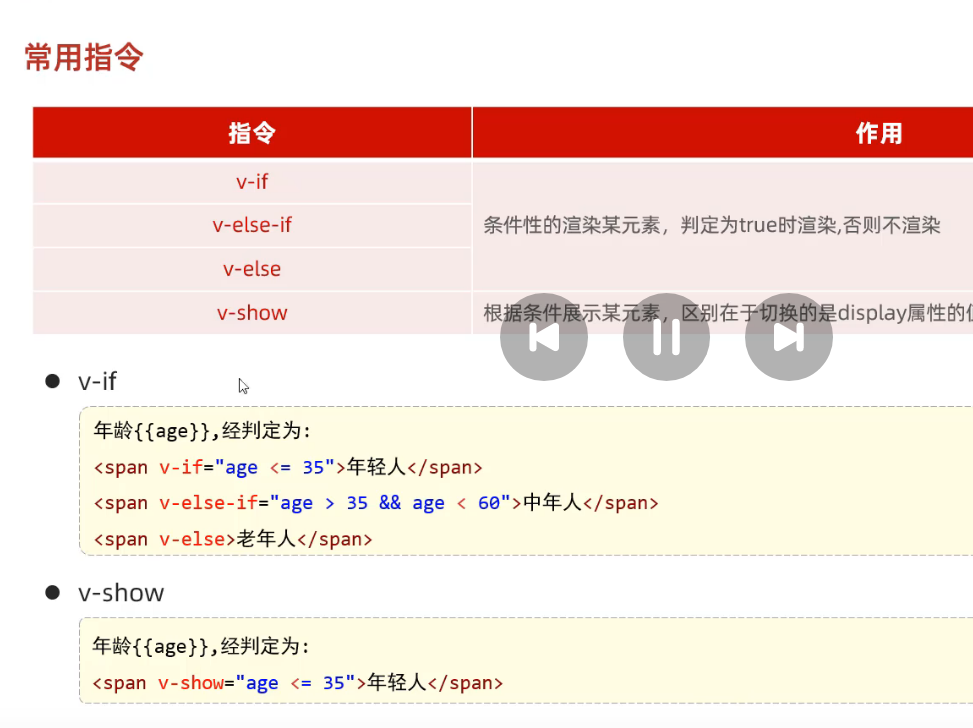 常用指令
指令 作用
v-if
v-else-if 条件性的渲染某元素，判定为true时渲染,否则不渲染
v-else
v-show 根据条件展示某元素，区别在于切换的是display属性的
v-if
年龄{{age}},经判定为:
<span v-if="age <= 35">年轻人</span>
<span v-else-if="age > 35 && age < 60">中年人</span>
<span v-else>老年人</span>
v-show
年龄{{age}},经判定为:
<span v-show="age <= 35">年轻人</span>